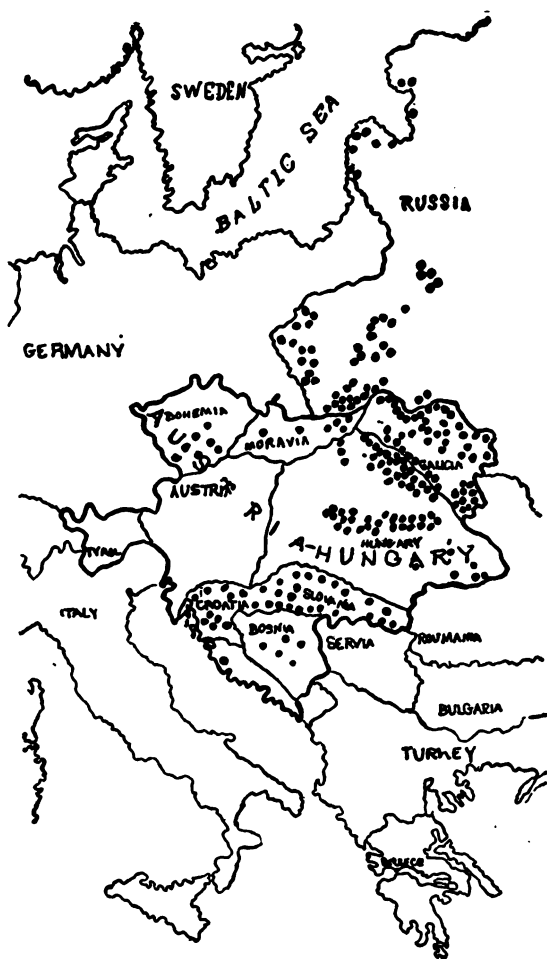 SWEDEN
BALTIC SEA
RUSSIA
GERMANY
BOHEMIA
MORAVIA
GALICIA
AUSTRIA
HUNGARY
A-HUNGARY
TYROL
CROATIA
SLOVANIA
BOSNIA
SERVIA
ITALY
ROUMANIA
BULGARIA
TURKEY
GREECE